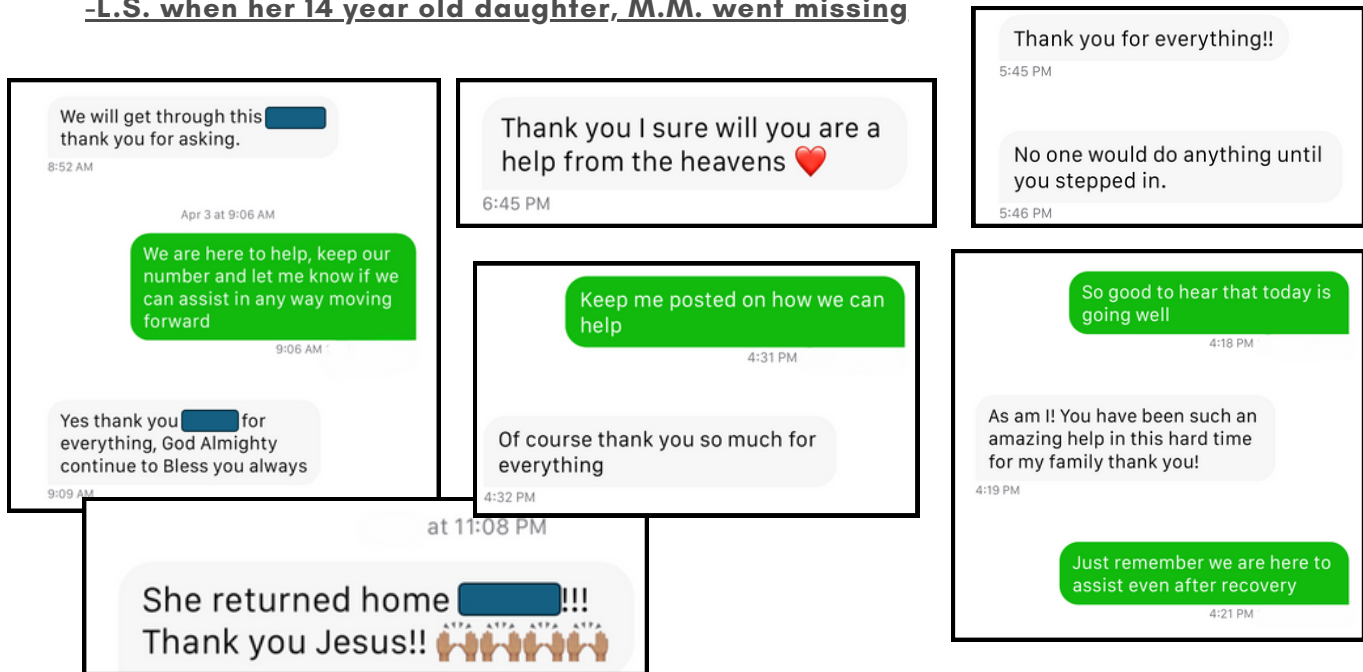 -L.S. when her 14 year old daughter, M.M. went missing
We will get through this
thank you for asking.
8:52 AM
Apr 3 at 9:06 AM
We are here to help, keep our
number and let me know if we
can assist in any way moving
forward
9:06 AM
Yes thank you for
everything, God Almighty
continue to Bless you always
9:09 AM
Thank you I sure will you are a
help from the heavens ❤️
6:45 PM
Thank you for everything!!
5:45 PM
No one would do anything until
you stepped in.
5:46 PM
Keep me posted on how we can
help
4:31 PM
Of course thank you so much for
everything
4:32 PM
So good to hear that today is
going well
4:18 PM
As am I! You have been such an
amazing help in this hard time
for my family thank you!
4:19 PM
Just remember we are here to
assist even after recovery
4:21 PM
at 11:08 PM
She returned home !!!
Thank you Jesus!! 🙌🏽🙌🏽🙌🏽🙌🏽